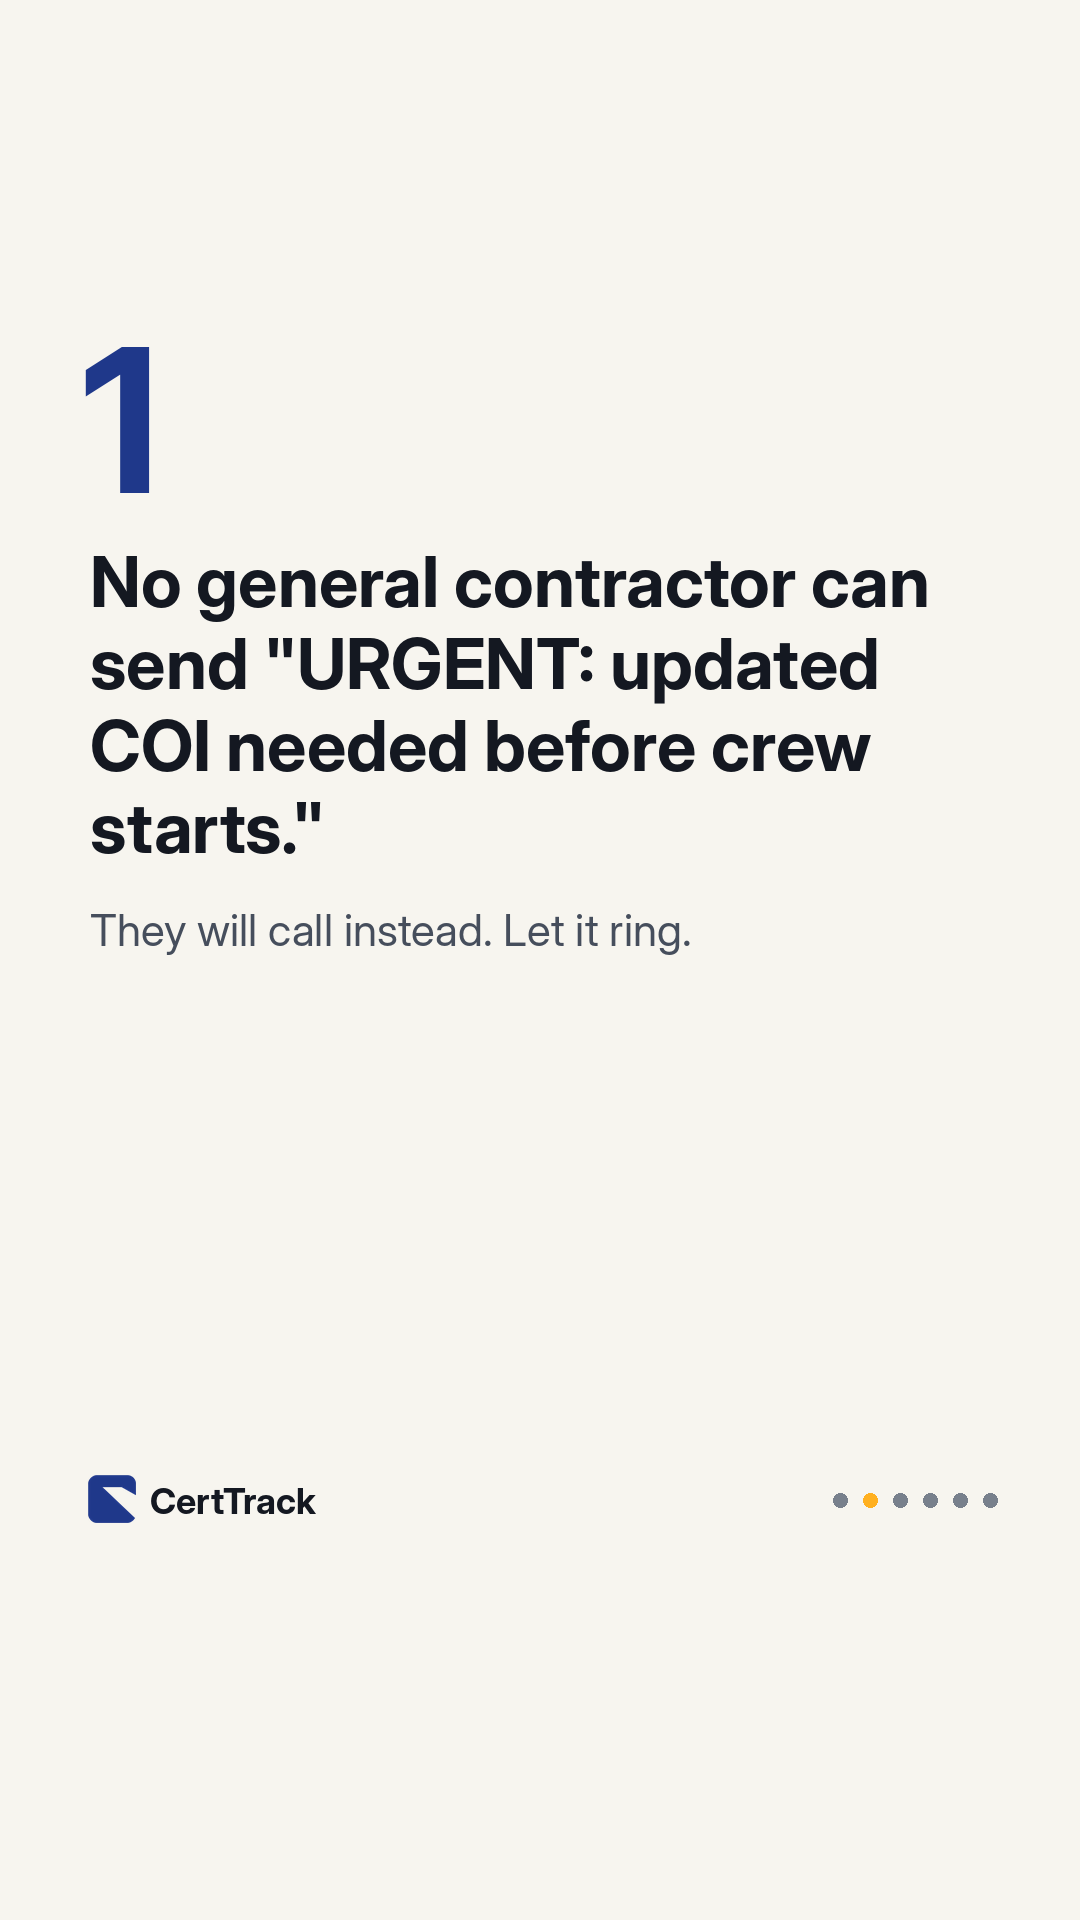 1
No general contractor can
send "URGENT: updated
COI needed before crew
starts."
They will call instead. Let it ring.
CertTrack